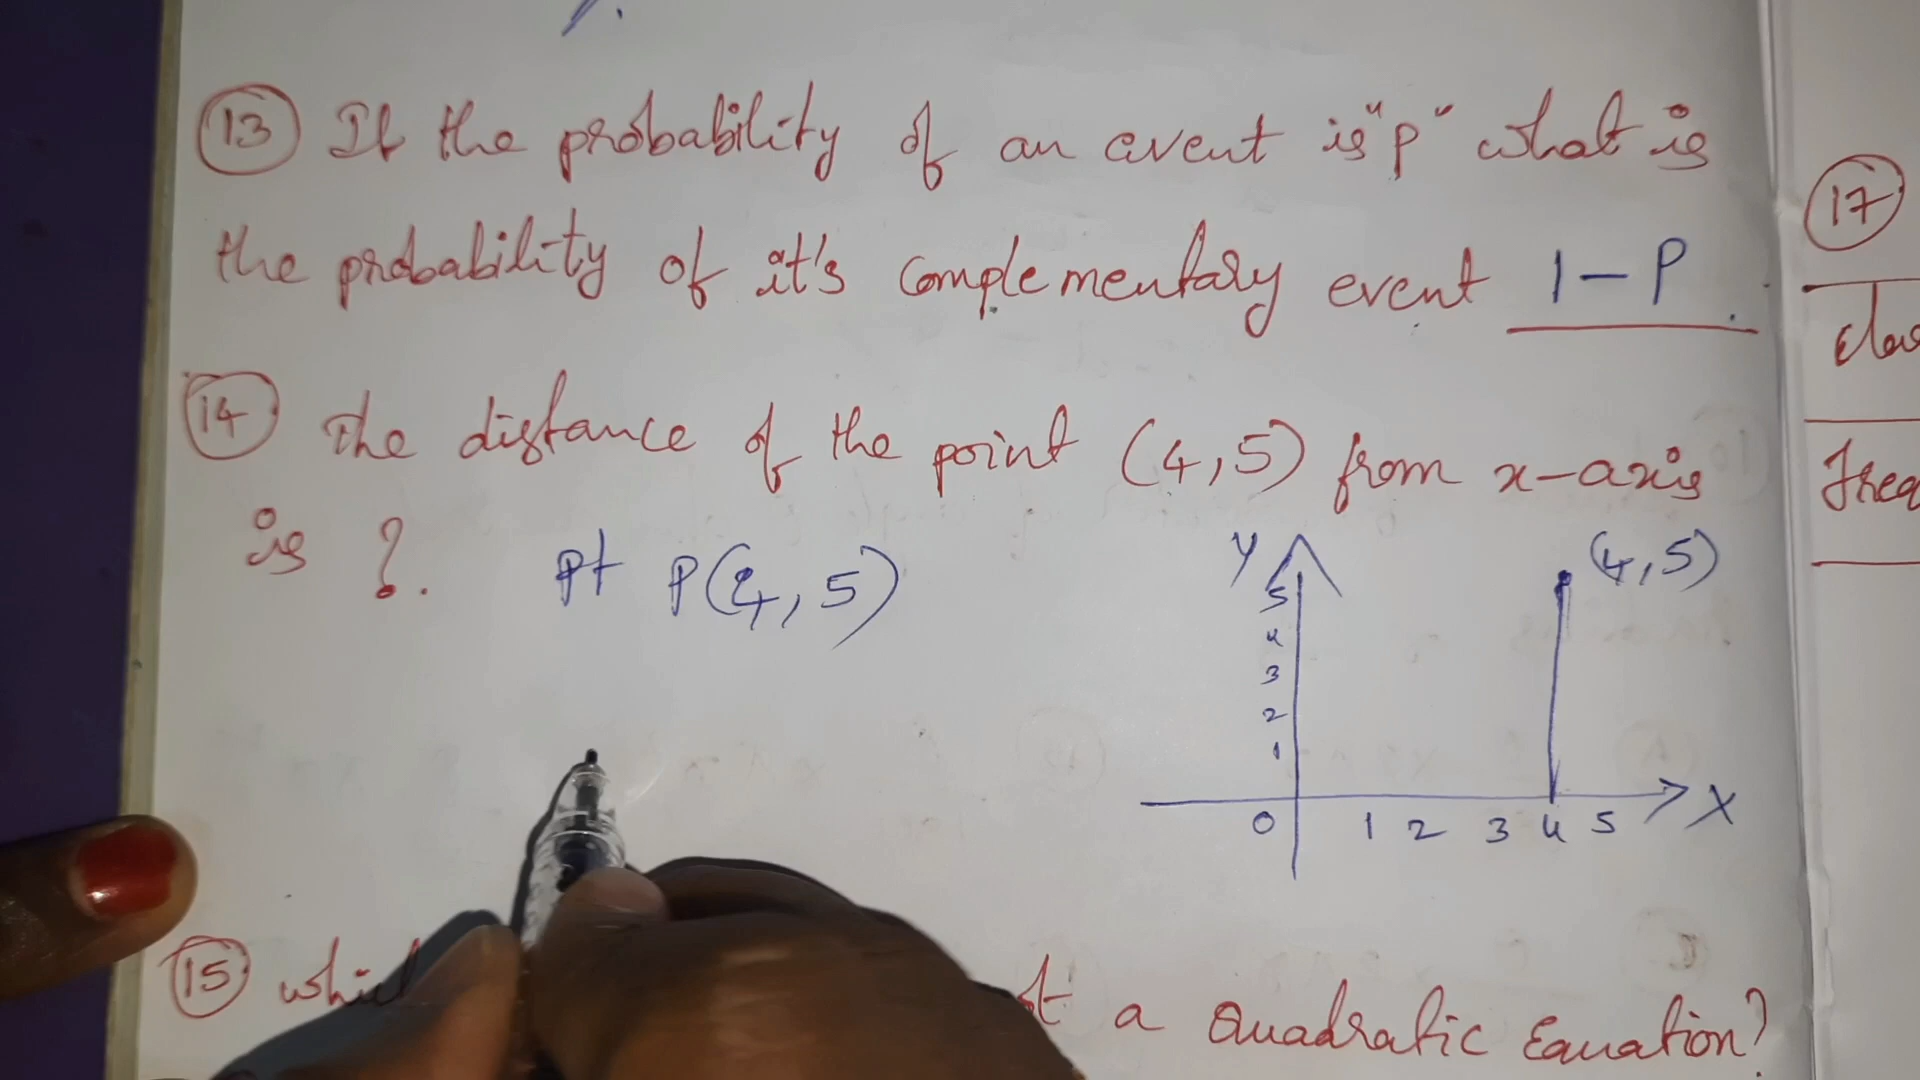 13 If the probability of an event is "p" what is
the probability of it's complementary event 1-P.
14 The distance of the point (4,5) from x-axis
is ?.
pt P(4,5)
Y
5
4
3
2
1
(4,5)
0 1 2 3 4 5 X
15 a Quadratic Equation?
17